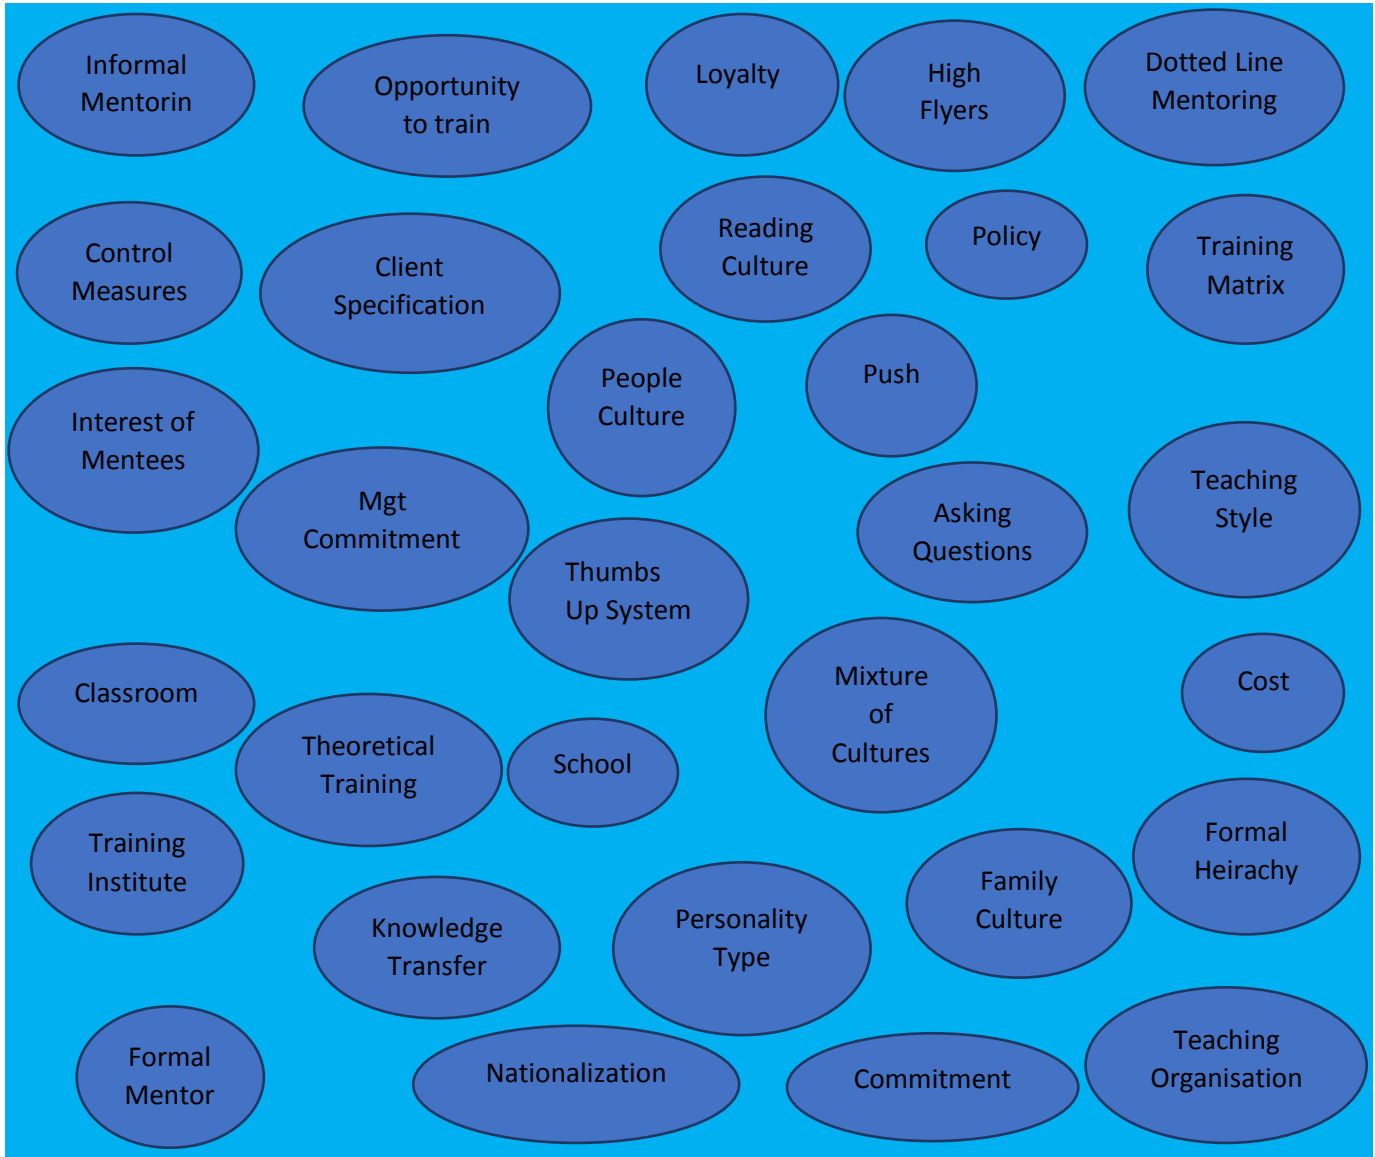 Informal
Mentorin
Opportunity
to train
Loyalty
High
Flyers
Dotted Line
Mentoring
Control
Measures
Client
Specification
Reading
Culture
Policy
Training
Matrix
Interest of
Mentees
People
Culture
Push
Mgt
Commitment
Thumbs
Up System
Asking
Questions
Teaching
Style
Classroom
Theoretical
Training
School
Mixture
of
Cultures
Cost
Training
Institute
Knowledge
Transfer
Personality
Type
Family
Culture
Formal
Heirachy
Formal
Mentor
Nationalization
Commitment
Teaching
Organisation